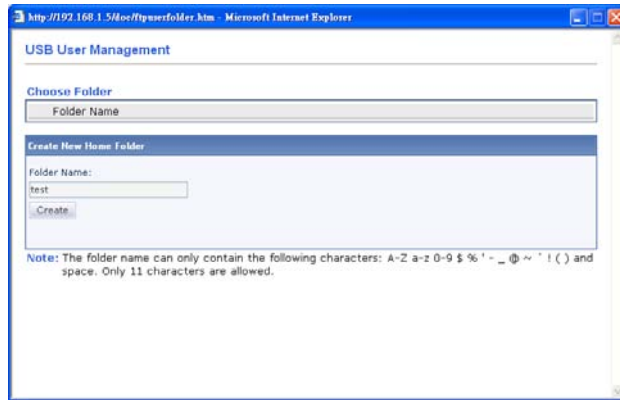 http://192.168.1.5/doc/ftpuserfolder.htm - Microsoft Internet Explorer
USB User Management
Choose Folder
Folder Name
Create New Home Folder
Folder Name:
test
Create
Note: The folder name can only contain the following characters: A-Z a-z 0-9 $ % ' - _ @ ~ ` ! ( ) and
space. Only 11 characters are allowed.